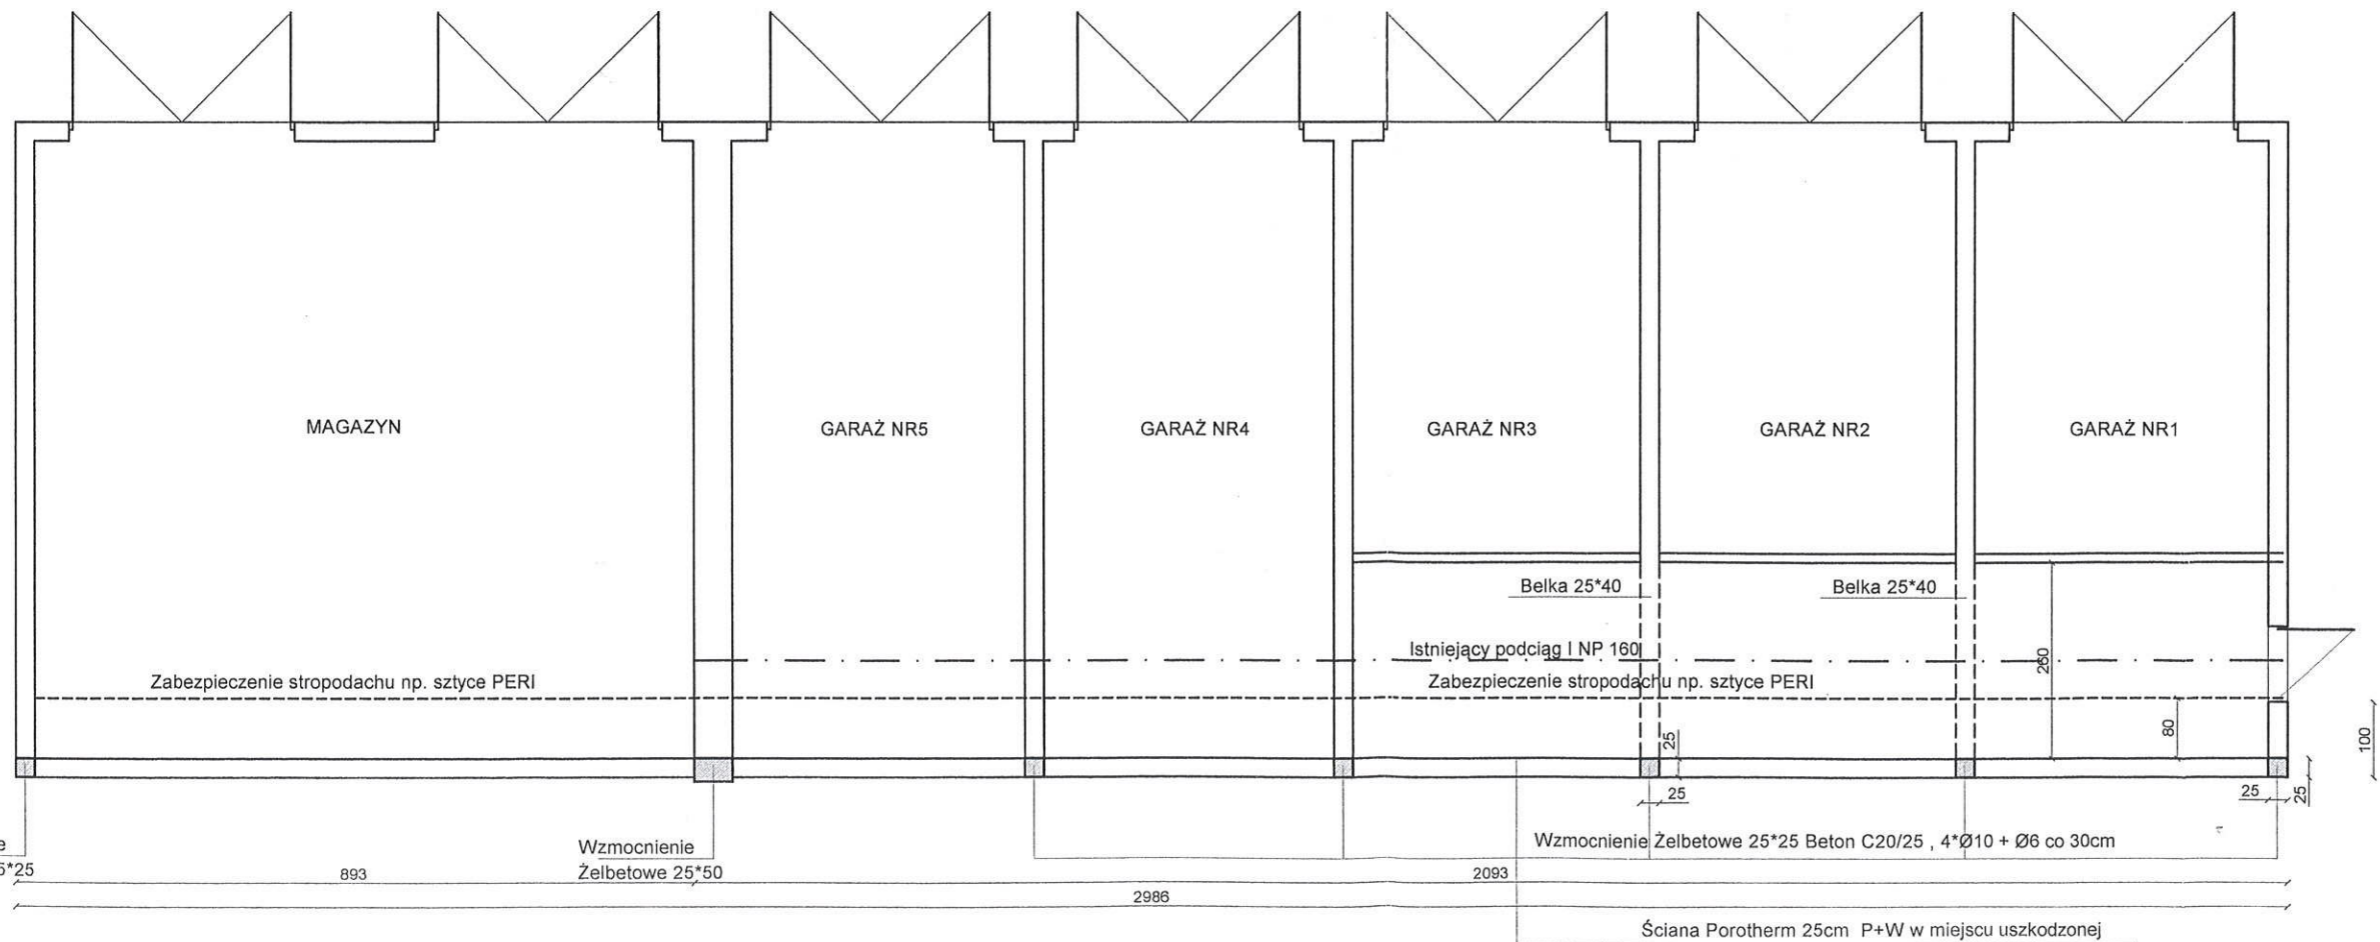 MAGAZYN
GARAŻ NR5
GARAŻ NR4
GARAŻ NR3
GARAŻ NR2
GARAŻ NR1
Belka 25*40
Belka 25*40
Istniejący podciąg I NP 160
260
Zabezpieczenie stropodachu np. sztyce PERI
Zabezpieczenie stropodachu np. sztyce PERI
80
100
25
25
25
25
Wzmocnienie
Żelbetowe 25*50
Wzmocnienie Żelbetowe 25*25 Beton C20/25 , 4*Ø10 + Ø6 co 30cm
e
5*25
893
2093
2986
Ściana Porotherm 25cm P+W w miejscu uszkodzonej